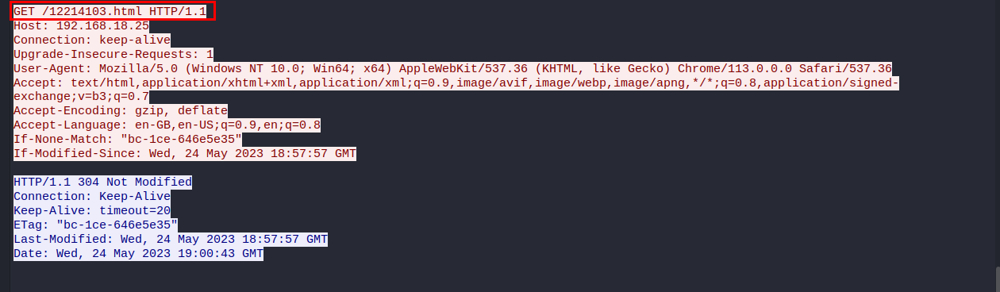 GET /12214103.html HTTP/1.1
Host: 192.168.18.25
Connection: keep-alive
Upgrade-Insecure-Requests: 1
User-Agent: Mozilla/5.0 (Windows NT 10.0; Win64; x64) AppleWebKit/537.36 (KHTML, like Gecko) Chrome/113.0.0.0 Safari/537.36
Accept: text/html,application/xhtml+xml,application/xml;q=0.9,image/avif,image/webp,image/apng,*/*;q=0.8,application/signed-
exchange;v=b3;q=0.7
Accept-Encoding: gzip, deflate
Accept-Language: en-GB,en-US;q=0.9,en;q=0.8
If-None-Match: "bc-1ce-646e5e35"
If-Modified-Since: Wed, 24 May 2023 18:57:57 GMT
HTTP/1.1 304 Not Modified
Connection: Keep-Alive
Keep-Alive: timeout=20
ETag: "bc-1ce-646e5e35"
Last-Modified: Wed, 24 May 2023 18:57:57 GMT
Date: Wed, 24 May 2023 19:00:43 GMT